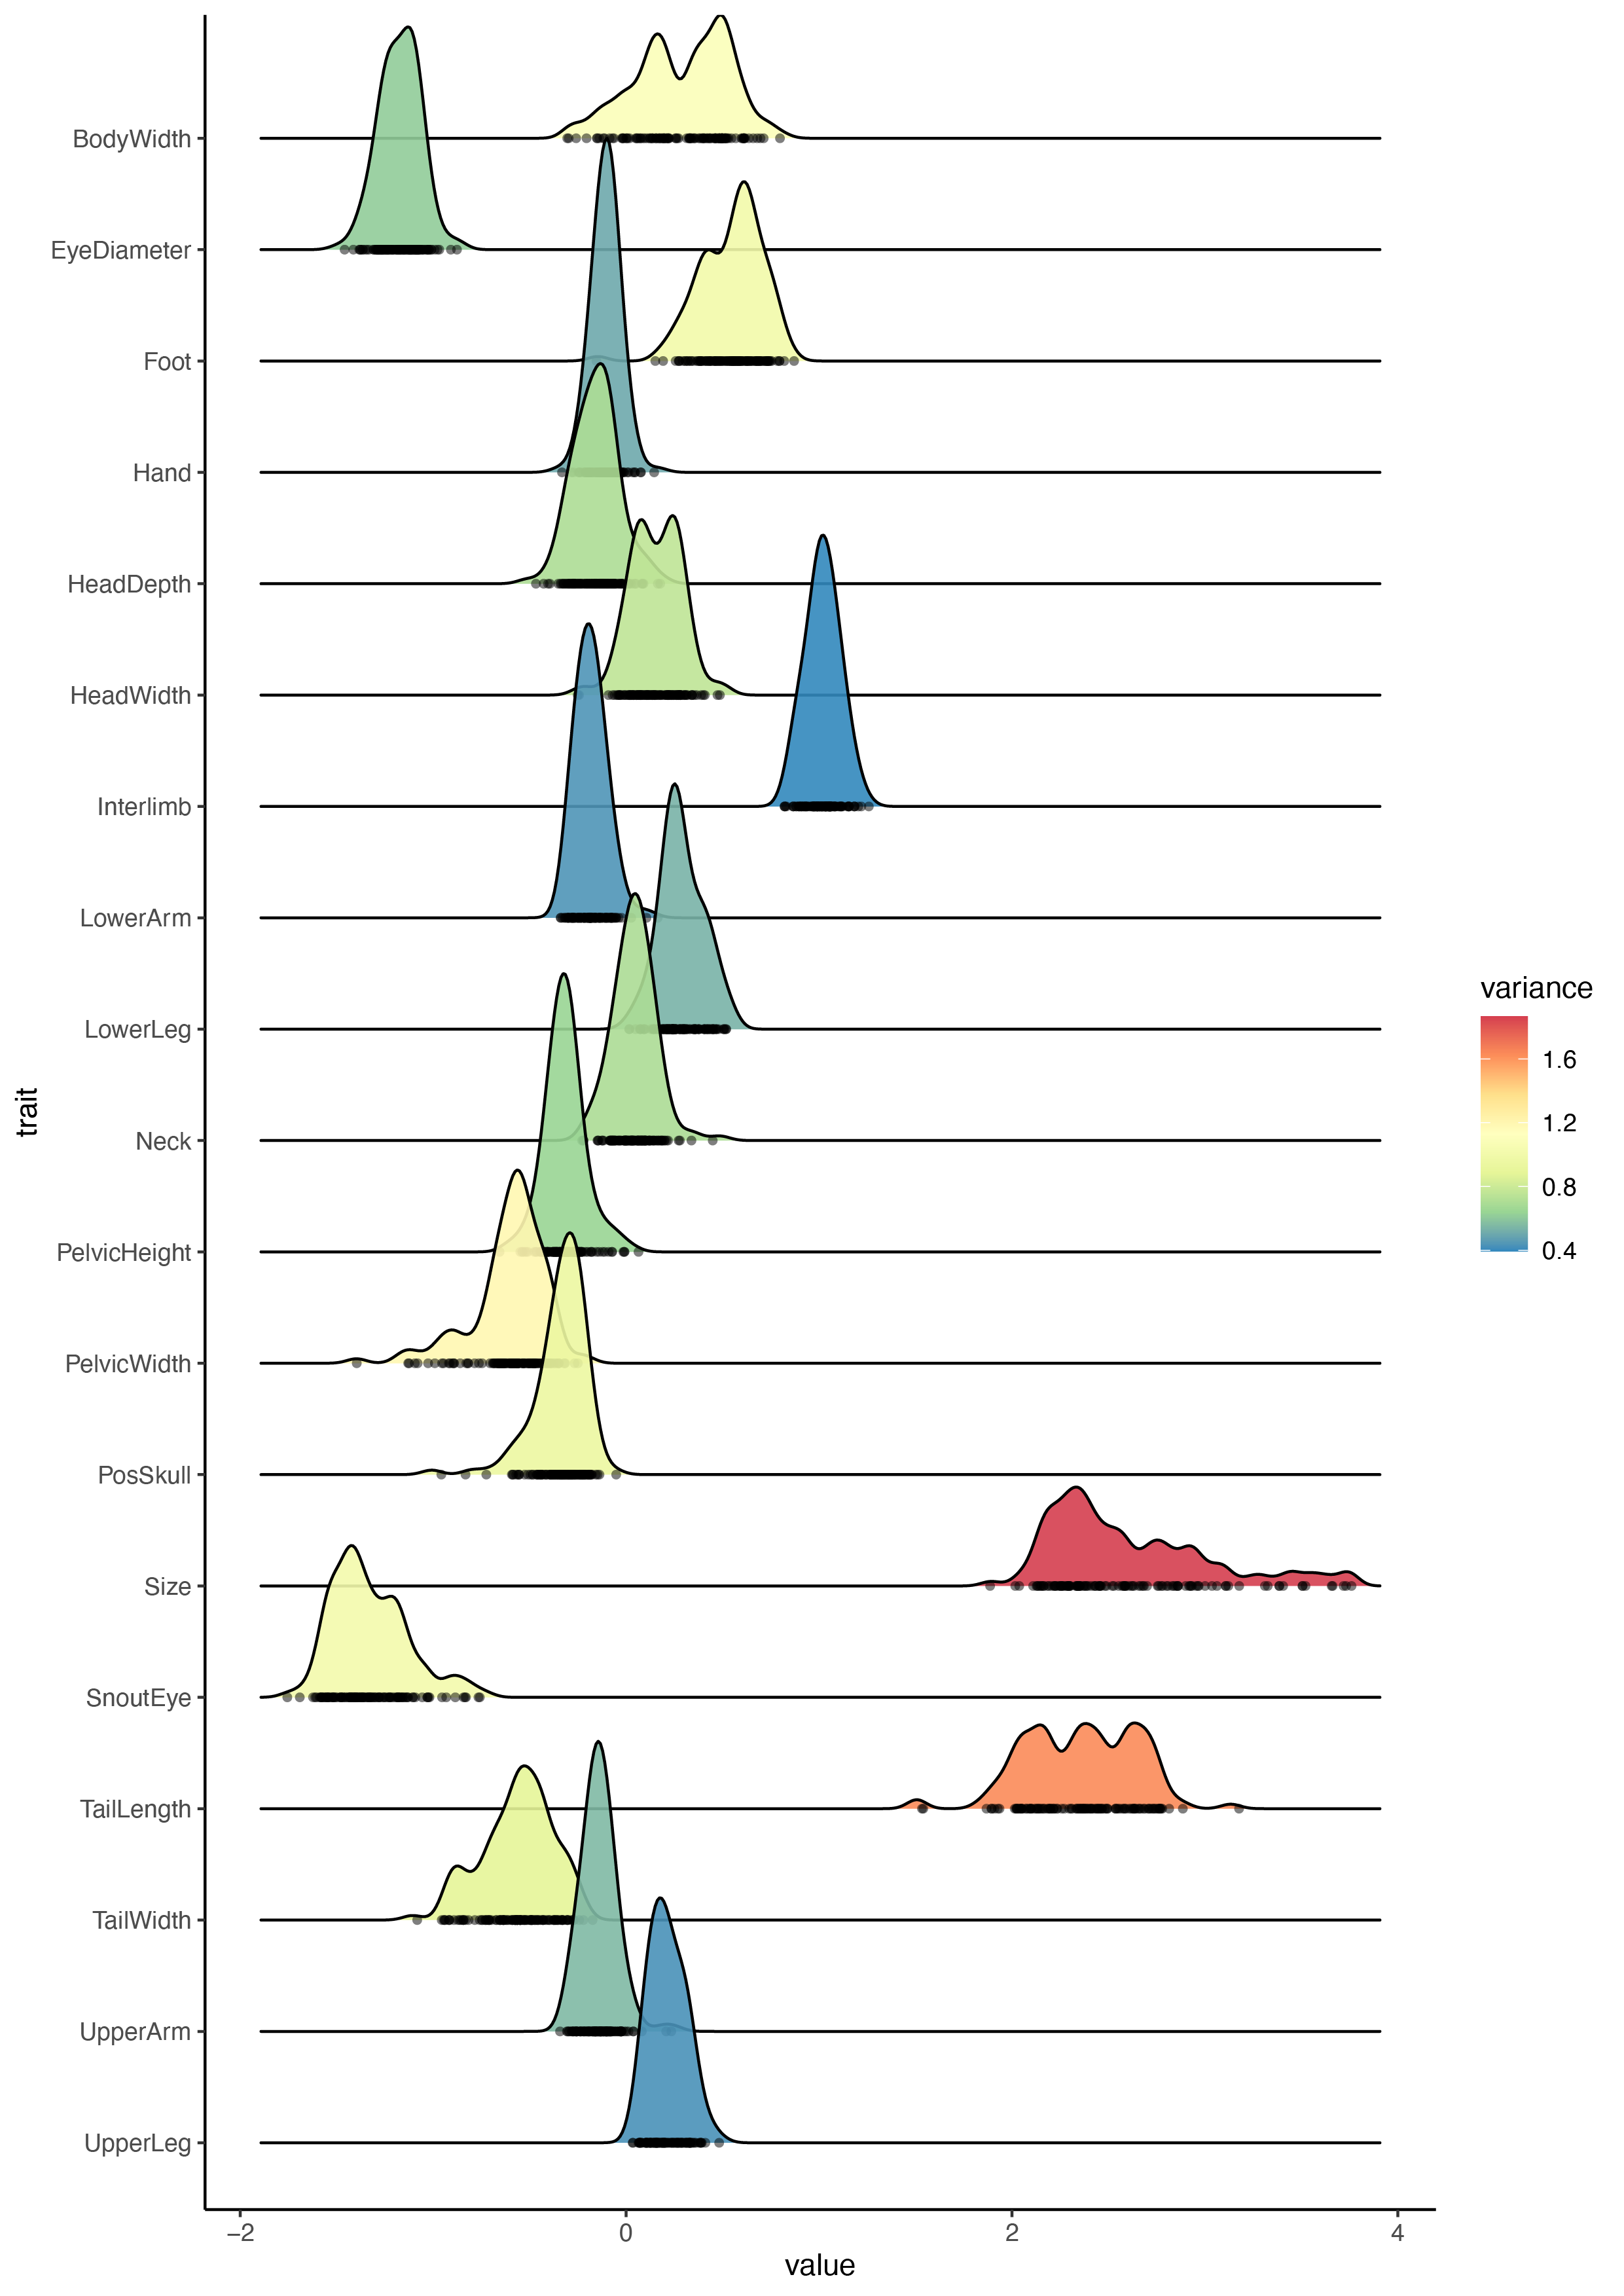 BodyWidth
EyeDiameter
Foot
Hand
HeadDepth
HeadWidth
Interlimb
LowerArm
LowerLeg
Neck
PelvicHeight
PelvicWidth
PosSkull
Size
SnoutEye
TailLength
TailWidth
UpperArm
UpperLeg
trait
−2
0
2
4
value
variance
1.6
1.2
0.8
0.4